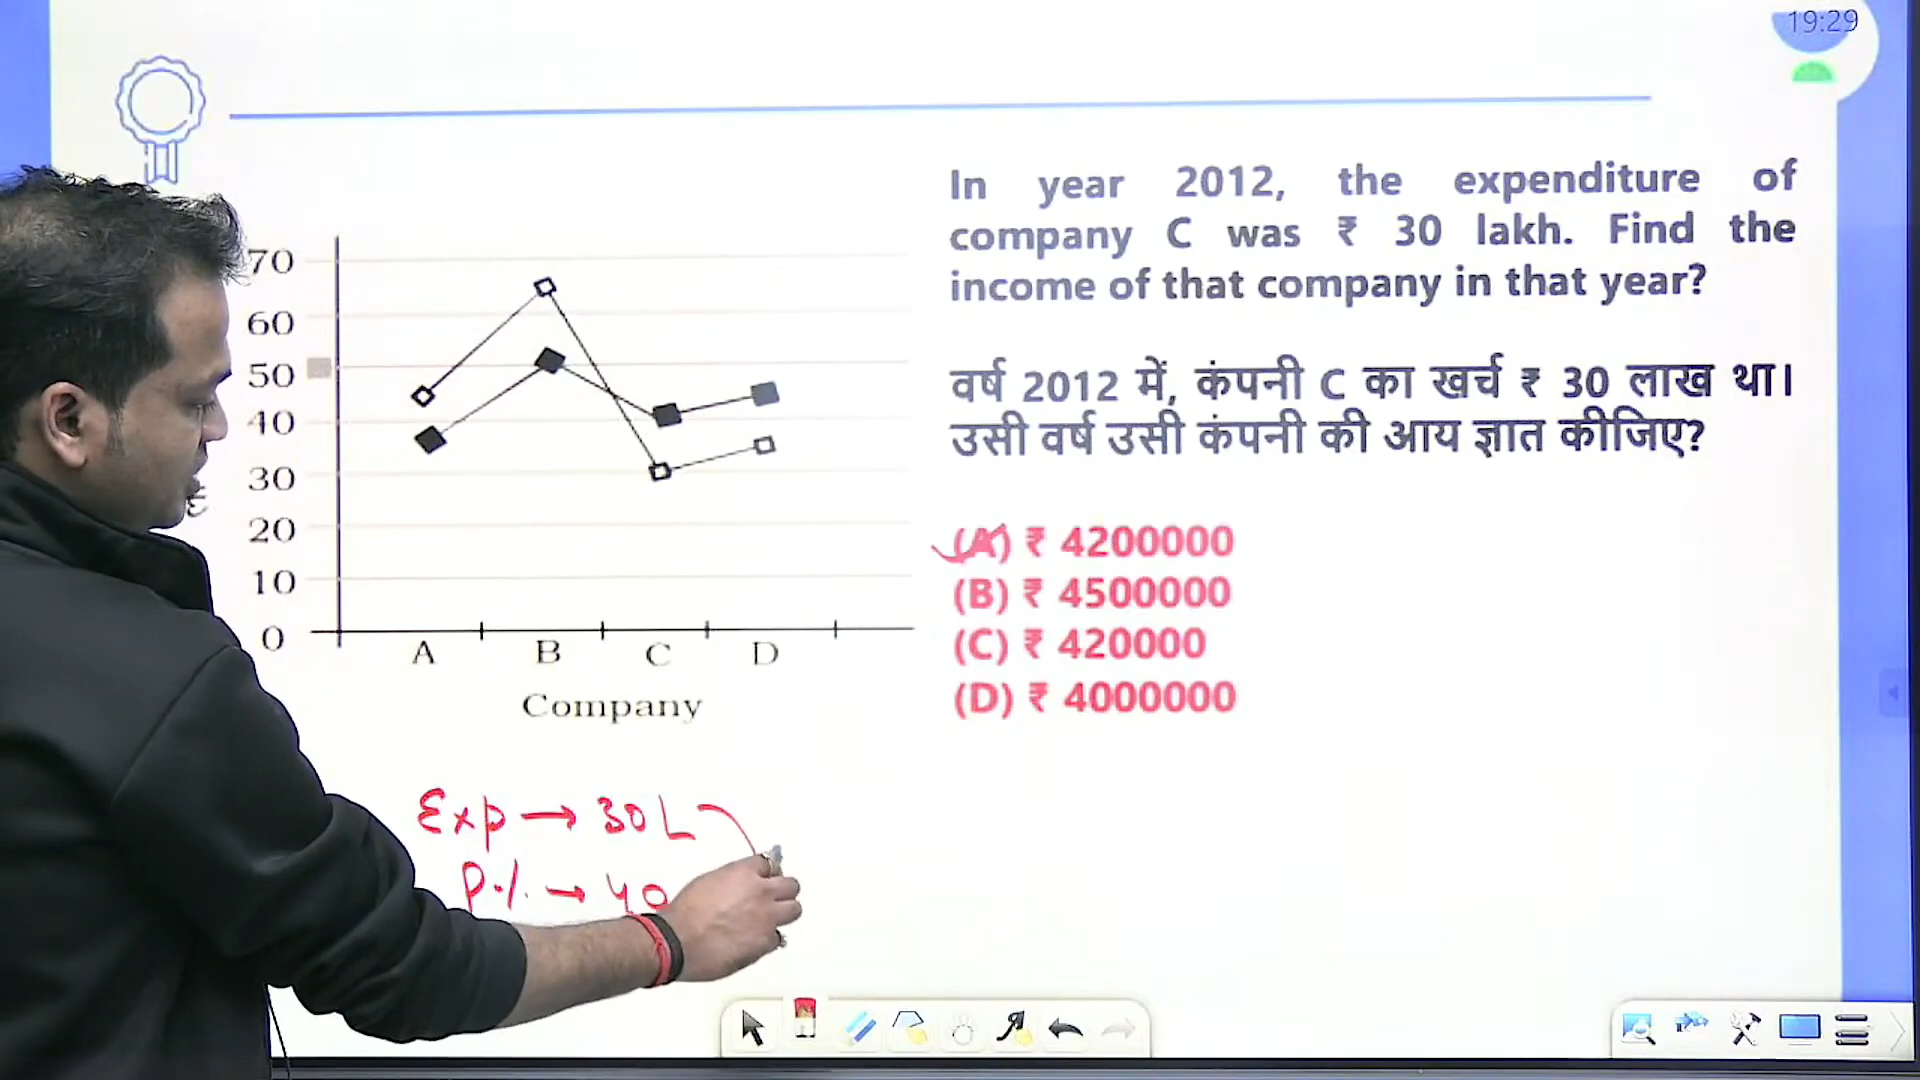 19:29
In year 2012, the expenditure of
company C was ₹ 30 lakh. Find the
income of that company in that year?
वर्ष 2012 में, कंपनी C का खर्च ₹ 30 लाख था।
उसी वर्ष उसी कंपनी की आय ज्ञात कीजिए?
(A) ₹ 4200000
(B) ₹ 4500000
(C) ₹ 420000
(D) ₹ 4000000
70
60
50
40
30
20
10
0
A B C D
Company
Exp → 30 L
P.% → 40